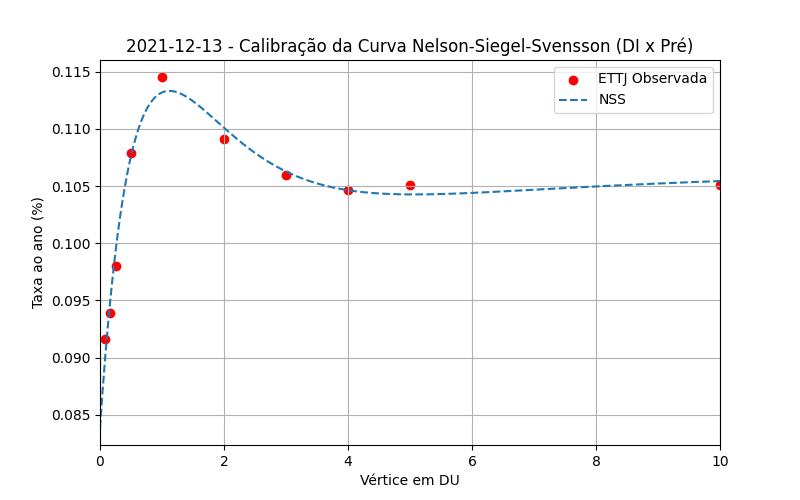 2021-12-13 - Calibração da Curva Nelson-Siegel-Svensson (DI x Pré)
ETTJ Observada
NSS
Taxa ao ano (%)
0.115
0.110
0.105
0.100
0.095
0.090
0.085
0 2 4 6 8 10
Vértice em DU